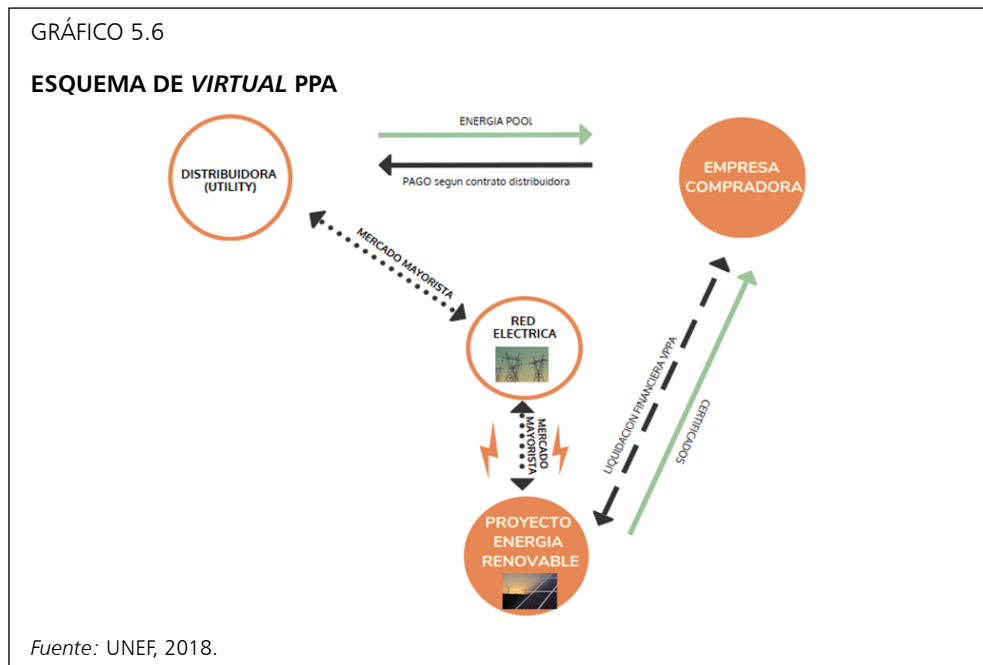 GRÁFICO 5.6
ESQUEMA DE VIRTUAL PPA
ENERGIA POOL
DISTRIBUIDORA
(UTILITY)
PAGO segun contrato distribuidora
EMPRESA
COMPRADORA
MERCADO MAYORISTA
RED
ELECTRICA
LIQUIDACION FINANCIERA VPPA
CERTIFICADOS
MERCADO
MAYORISTA
PROYECTO
ENERGIA
RENOVABLE
Fuente: UNEF, 2018.